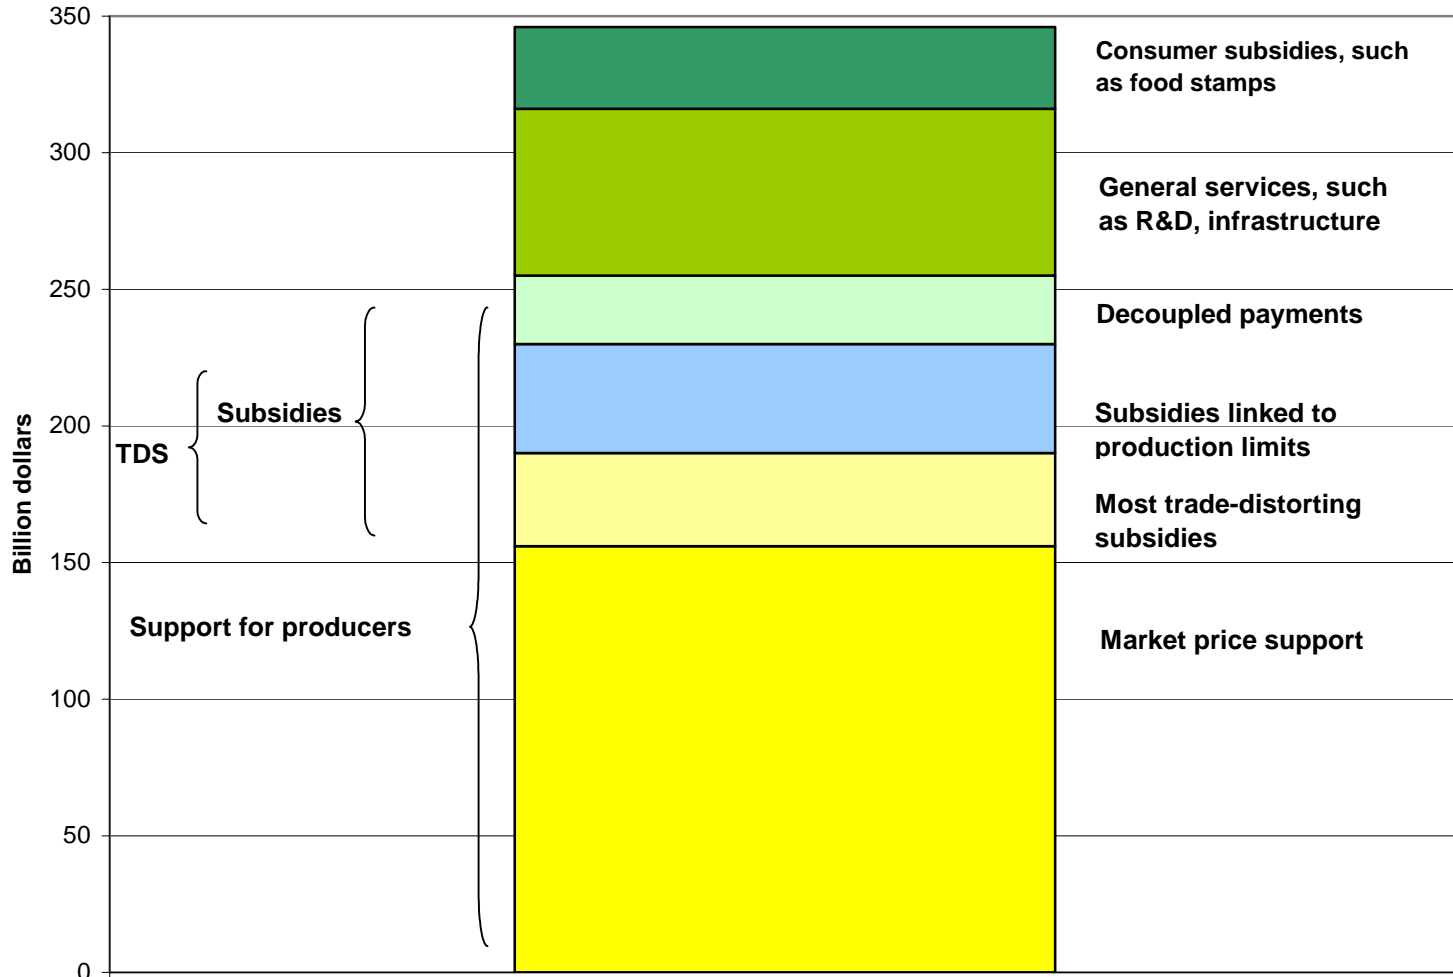 350
300
250
200
150
100
50
0
Billion dollars
TDS
Subsidies
Support for producers
Consumer subsidies, such
as food stamps
General services, such
as R&D, infrastructure
Decoupled payments
Subsidies linked to
production limits
Most trade-distorting
subsidies
Market price support